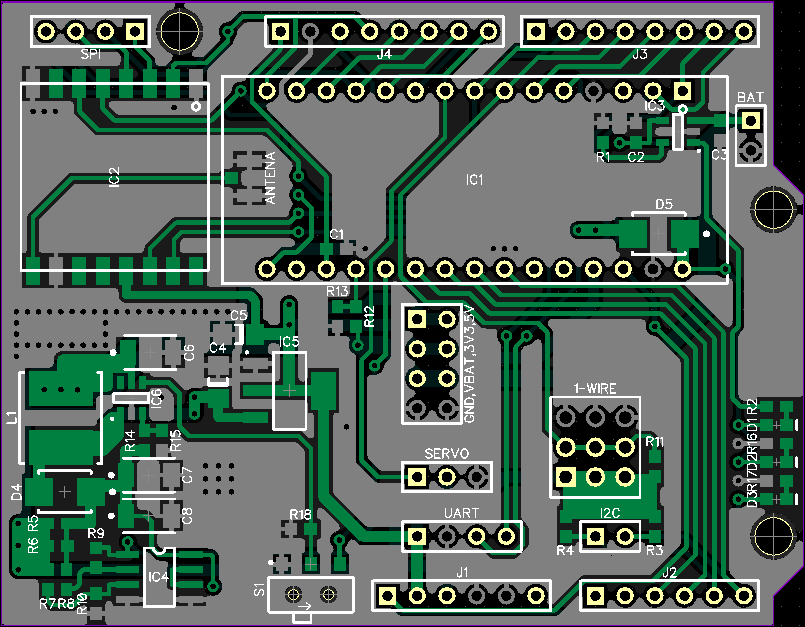 SPI
J4
J3
IC3
BAT
R1
C2
C3
IC2
ANTENA
IC1
D5
C1
R13
R12
C5
C4
IC5
C6
L1
IC6
GND,VBAT,3V3,5V
1-WIRE
R2
D1
R16
D2
R17
D3
R14
R15
R11
SERVO
C7
D4
C8
UART
I2C
R18
R5
R6
R9
R4
R3
IC4
S1
J1
J2
R7R8
R10